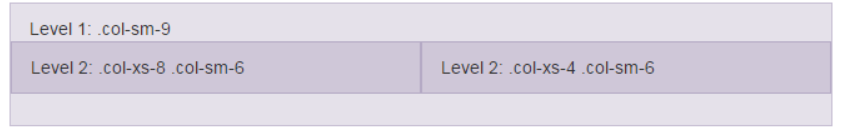 Level 1: .col-sm-9
Level 2: .col-xs-8 .col-sm-6
Level 2: .col-xs-4 .col-sm-6